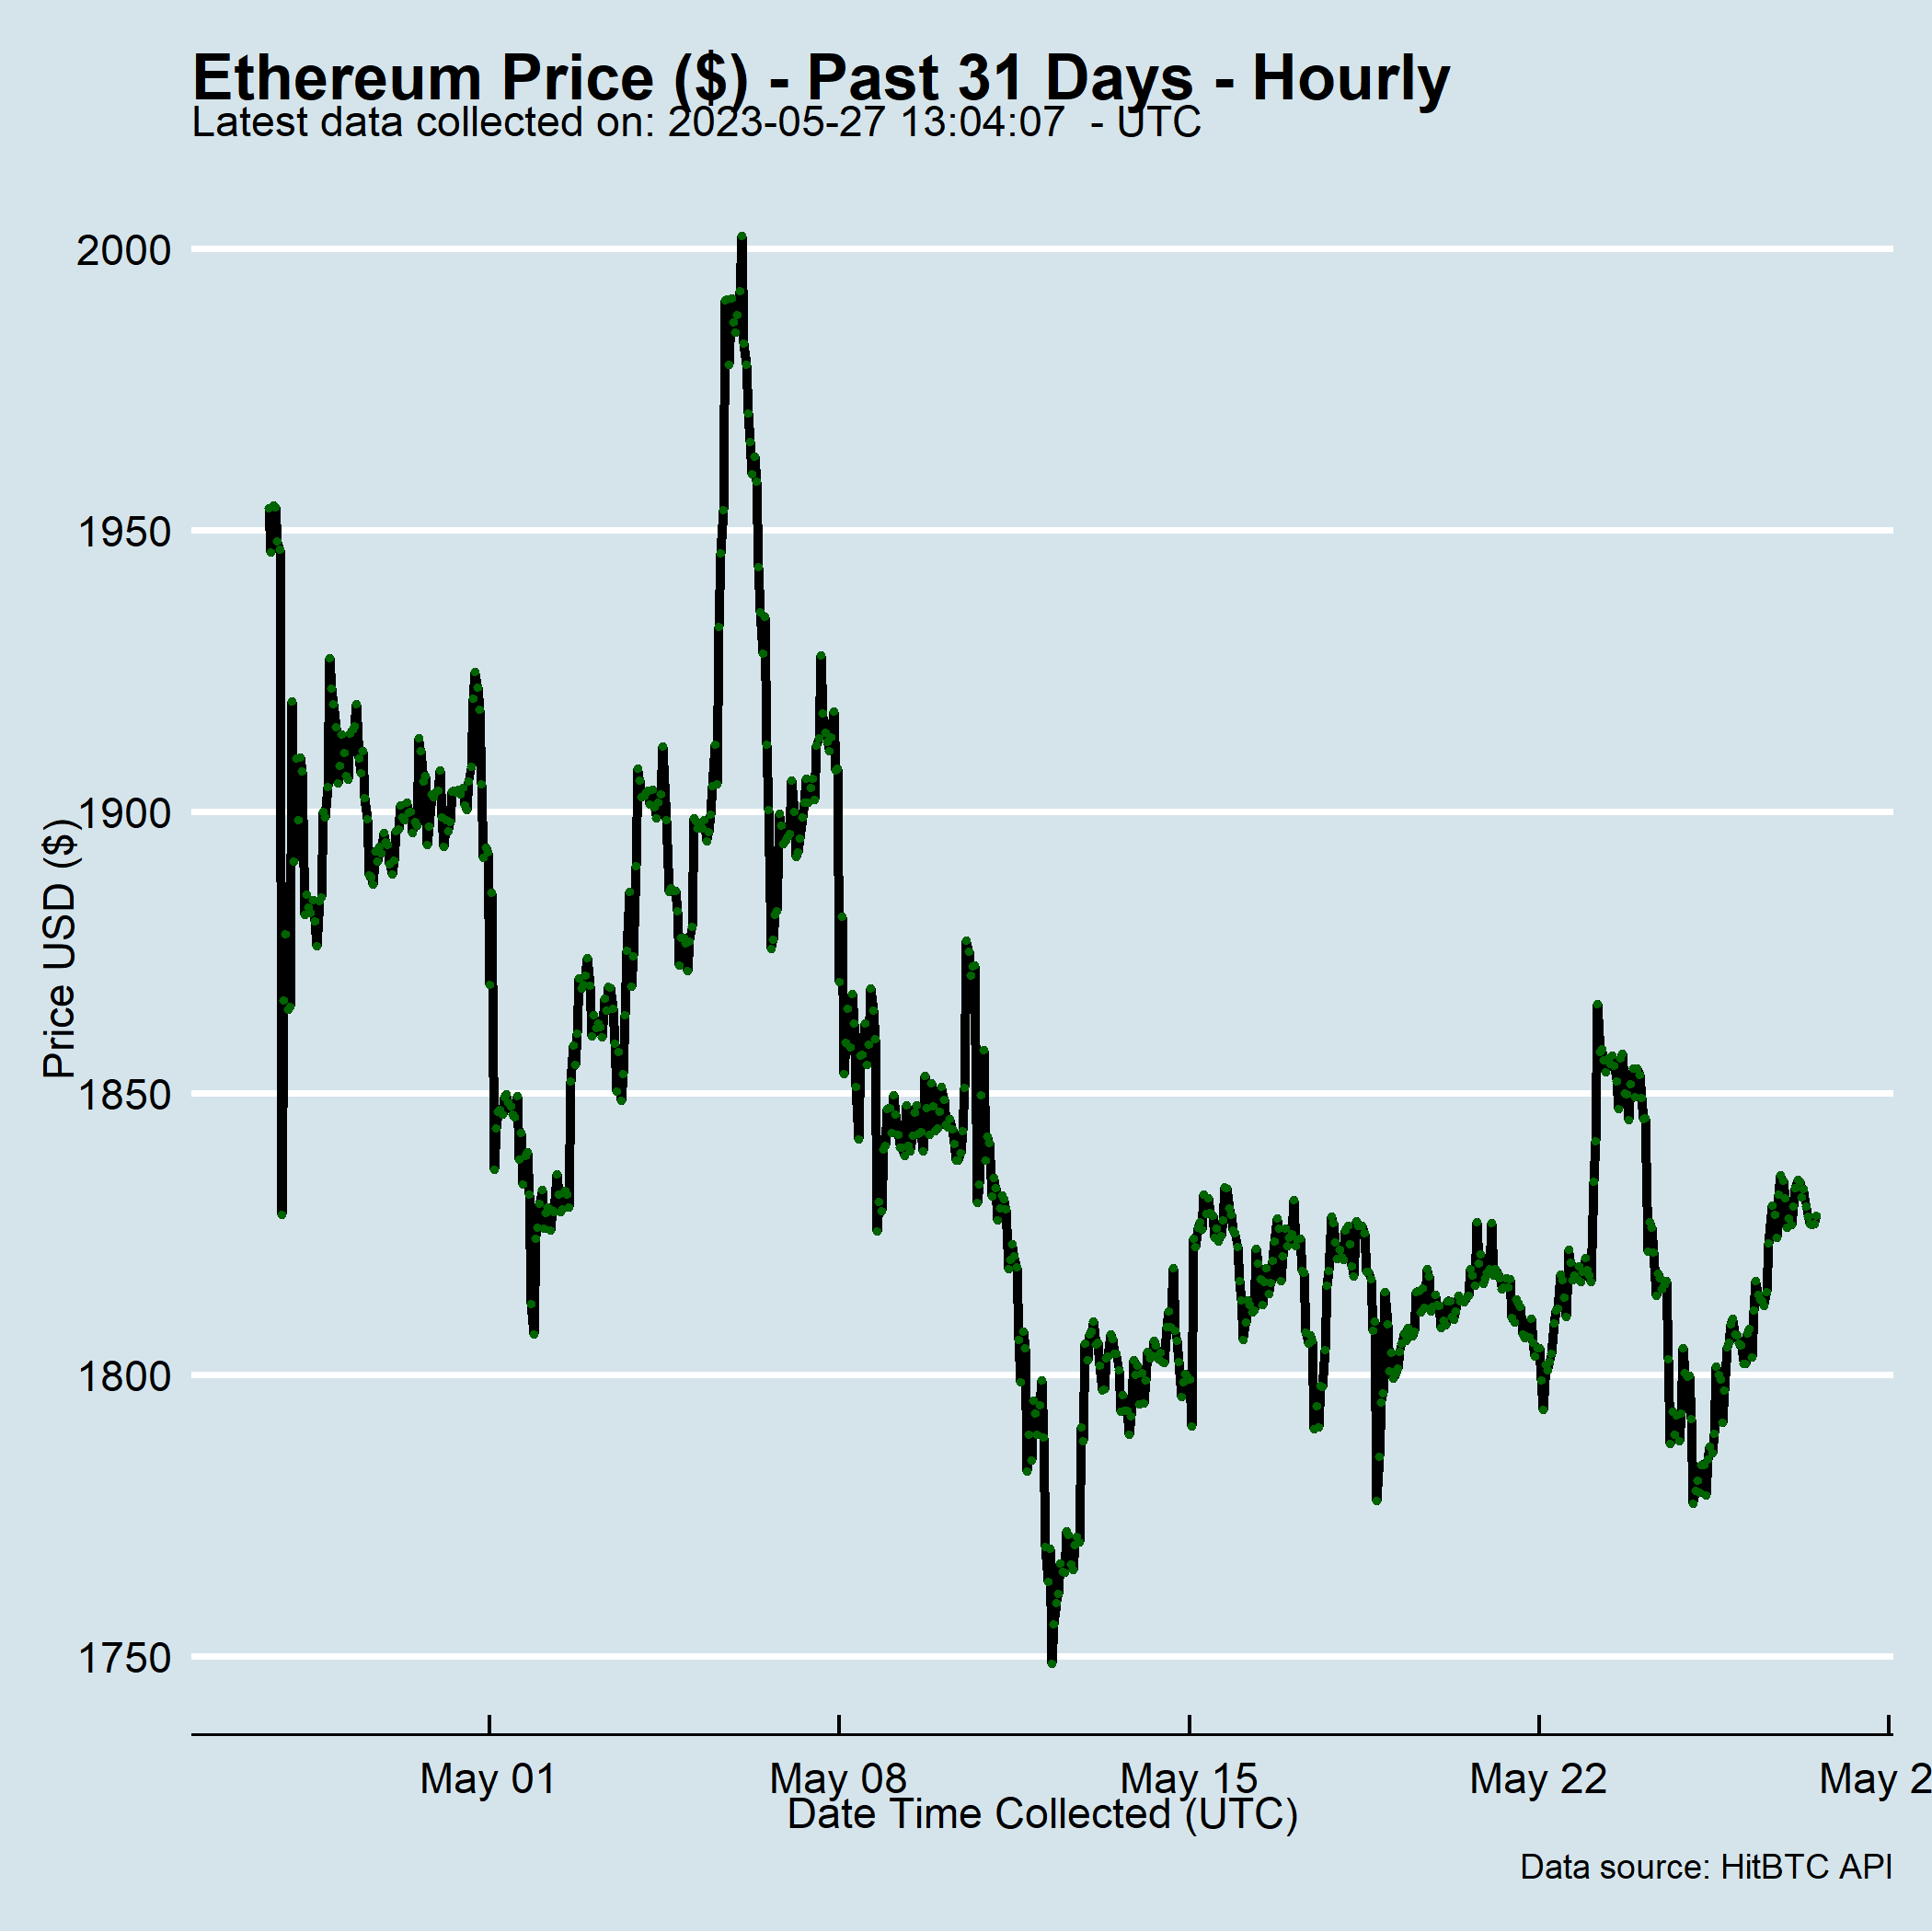 Ethereum Price ($) - Past 31 Days - Hourly
Latest data collected on: 2023-05-27 13:04:07  - UTC
Price USD ($)
2000
1950
1900
1850
1800
1750
May 01
May 08
May 15
May 22
May 2
Date Time Collected (UTC)
Data source: HitBTC API